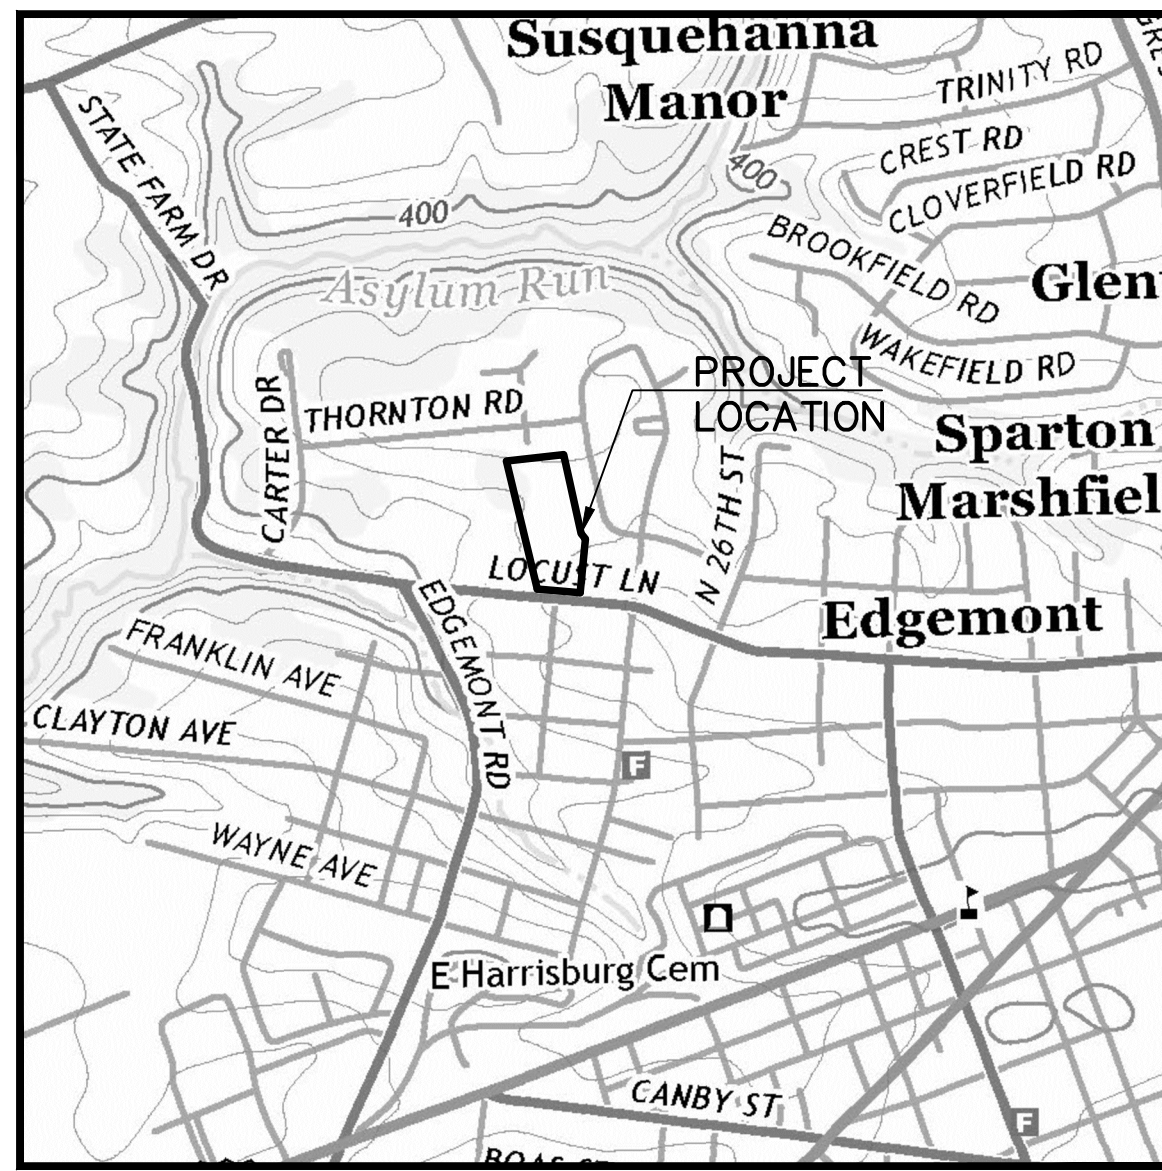 Susquehanna
Manor
TRINITY RD
CREST RD
CLOVERFIELD RD
400
400
STATE FARM DR
BROOKFIELD RD
Asylum Run
Glen
WAKEFIELD RD
PROJECT
LOCATION
THORNTON RD
CARTER DR
Sparton
Marshfiel
N 26TH ST
LOCUST LN
EDGEMONT RD
Edgemont
FRANKLIN AVE
CLAYTON AVE
F
WAYNE AVE
E Harrisburg Cem
CANBY ST
F